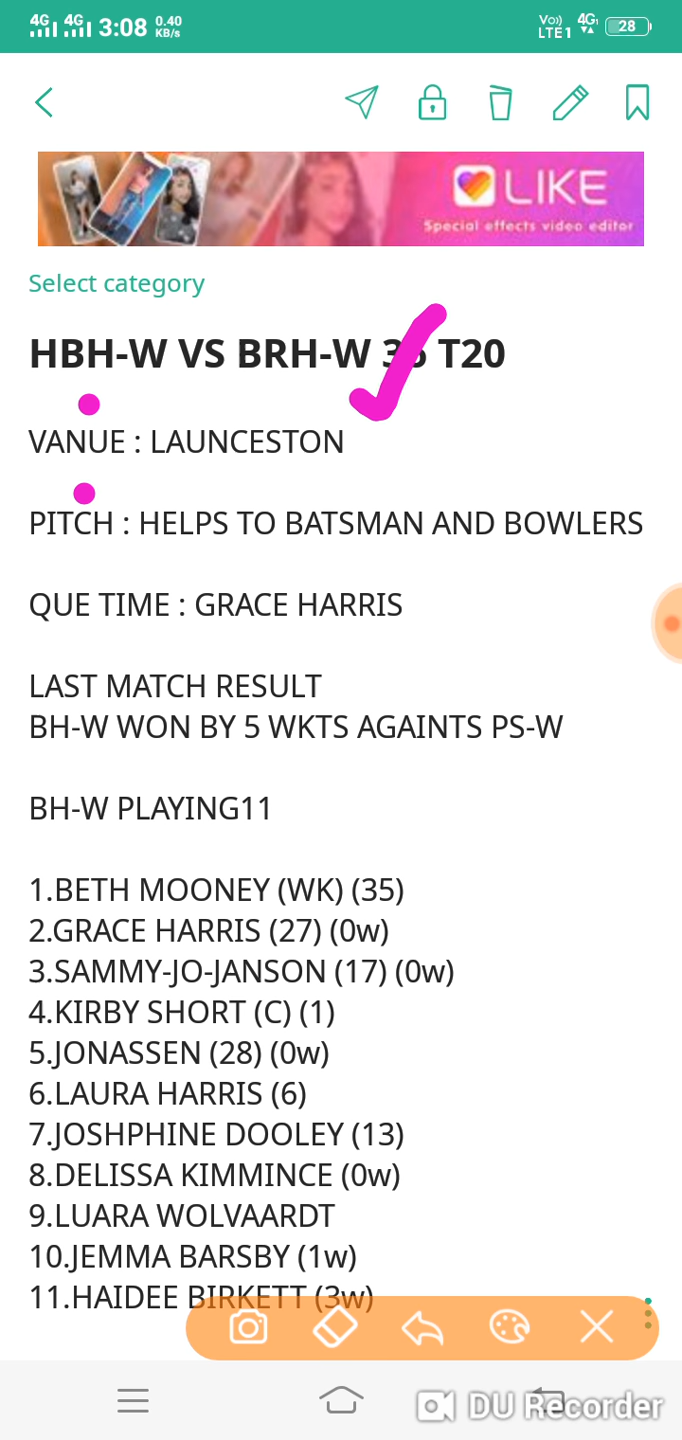 4G 4G 3:08 0.40 KB/s
Vo) LTE1 4G 28
LIKE
Special effects video editor
Select category
HBH-W VS BRH-W T20
VANUE : LAUNCESTON
PITCH : HELPS TO BATSMAN AND BOWLERS
QUE TIME : GRACE HARRIS
LAST MATCH RESULT
BH-W WON BY 5 WKTS AGAINTS PS-W
BH-W PLAYING11
1.BETH MOONEY (WK) (35)
2.GRACE HARRIS (27) (0w)
3.SAMMY-JO-JANSON (17) (0w)
4.KIRBY SHORT (C) (1)
5.JONASSEN (28) (0w)
6.LAURA HARRIS (6)
7.JOSHPHINE DOOLEY (13)
8.DELISSA KIMMINCE (0w)
9.LUARA WOLVAARDT
10.JEMMA BARSBY (1w)
11.HAIDEE BIRKETT (3w)
DU Recorder